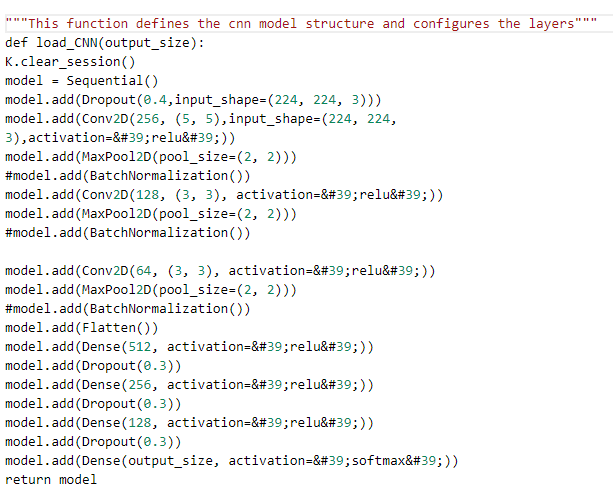 """This function defines the cnn model structure and configures the layers"""
def load_CNN(output_size):
K.clear_session()
model = Sequential()
model.add(Dropout(0.4,input_shape=(224, 224, 3)))
model.add(Conv2D(256, (5, 5),input_shape=(224, 224,
3),activation=&#39;relu&#39;))
model.add(MaxPool2D(pool_size=(2, 2)))
#model.add(BatchNormalization())
model.add(Conv2D(128, (3, 3), activation=&#39;relu&#39;))
model.add(MaxPool2D(pool_size=(2, 2)))
#model.add(BatchNormalization())
model.add(Conv2D(64, (3, 3), activation=&#39;relu&#39;))
model.add(MaxPool2D(pool_size=(2, 2)))
#model.add(BatchNormalization())
model.add(Flatten())
model.add(Dense(512, activation=&#39;relu&#39;))
model.add(Dropout(0.3))
model.add(Dense(256, activation=&#39;relu&#39;))
model.add(Dropout(0.3))
model.add(Dense(128, activation=&#39;relu&#39;))
model.add(Dropout(0.3))
model.add(Dense(output_size, activation=&#39;softmax&#39;))
return model